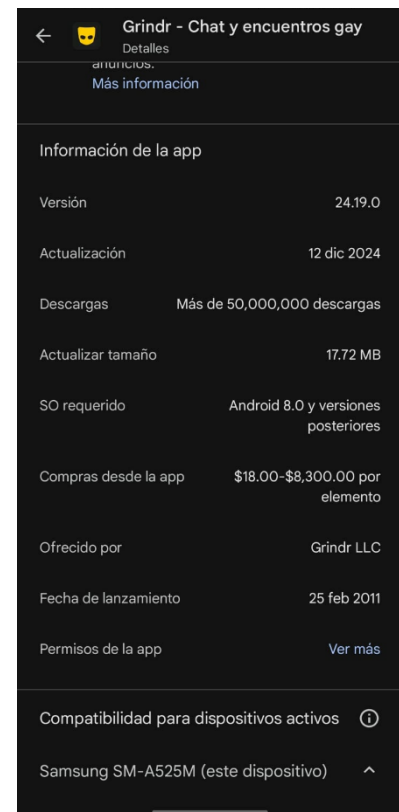 Grindr - Chat y encuentros gay
Detalles
anuncios.
Más información
Información de la app
Versión 24.19.0
Actualización 12 dic 2024
Descargas Más de 50,000,000 descargas
Actualizar tamaño 17.72 MB
SO requerido Android 8.0 y versiones
posteriores
Compras desde la app $18.00-$8,300.00 por
elemento
Ofrecido por Grindr LLC
Fecha de lanzamiento 25 feb 2011
Permisos de la app Ver más
Compatibilidad para dispositivos activos
Samsung SM-A525M (este dispositivo)